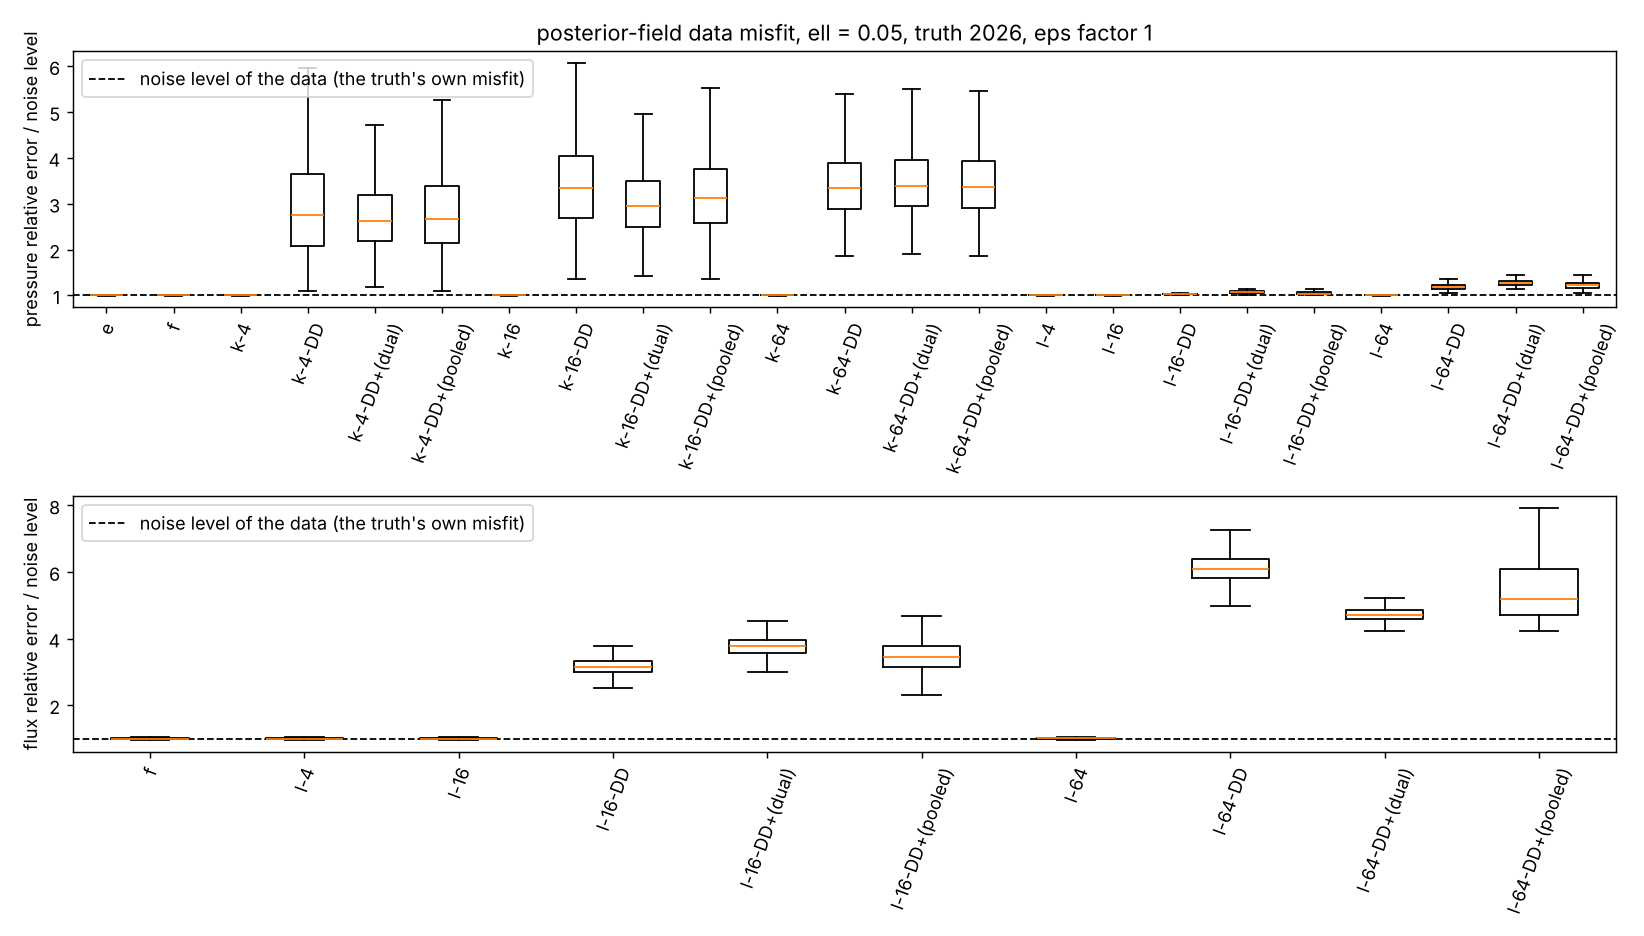 posterior-field data misfit, ell = 0.05, truth 2026, eps factor 1
pressure relative error / noise level
noise level of the data (the truth's own misfit)
6
5
4
3
2
1
e
f
k-4
k-4-DD
k-4-DD+(dual)
k-4-DD+(pooled)
k-16
k-16-DD
k-16-DD+(dual)
k-16-DD+(pooled)
k-64
k-64-DD
k-64-DD+(dual)
k-64-DD+(pooled)
l-4
l-16
l-16-DD
l-16-DD+(dual)
l-16-DD+(pooled)
l-64
l-64-DD
l-64-DD+(dual)
l-64-DD+(pooled)
flux relative error / noise level
noise level of the data (the truth's own misfit)
8
6
4
2
f
l-4
l-16
l-16-DD
l-16-DD+(dual)
l-16-DD+(pooled)
l-64
l-64-DD
l-64-DD+(dual)
l-64-DD+(pooled)